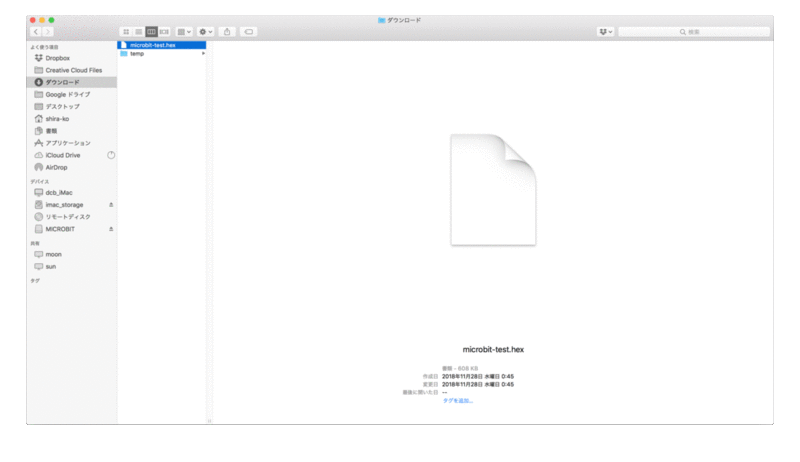 ダウンロード
検索
よく使う項目
Dropbox
Creative Cloud Files
ダウンロード
Google ドライブ
デスクトップ
shira-ko
書類
アプリケーション
iCloud Drive
AirDrop
デバイス
dcb_iMac
imac_storage
リモートディスク
MICROBIT
共有
moon
sun
タグ
microbit-test.hex
temp
microbit-test.hex
書類 - 608 KB
作成日 2018年11月28日 水曜日 0:45
変更日 2018年11月28日 水曜日 0:45
最後に開いた日 --
タグを追加...